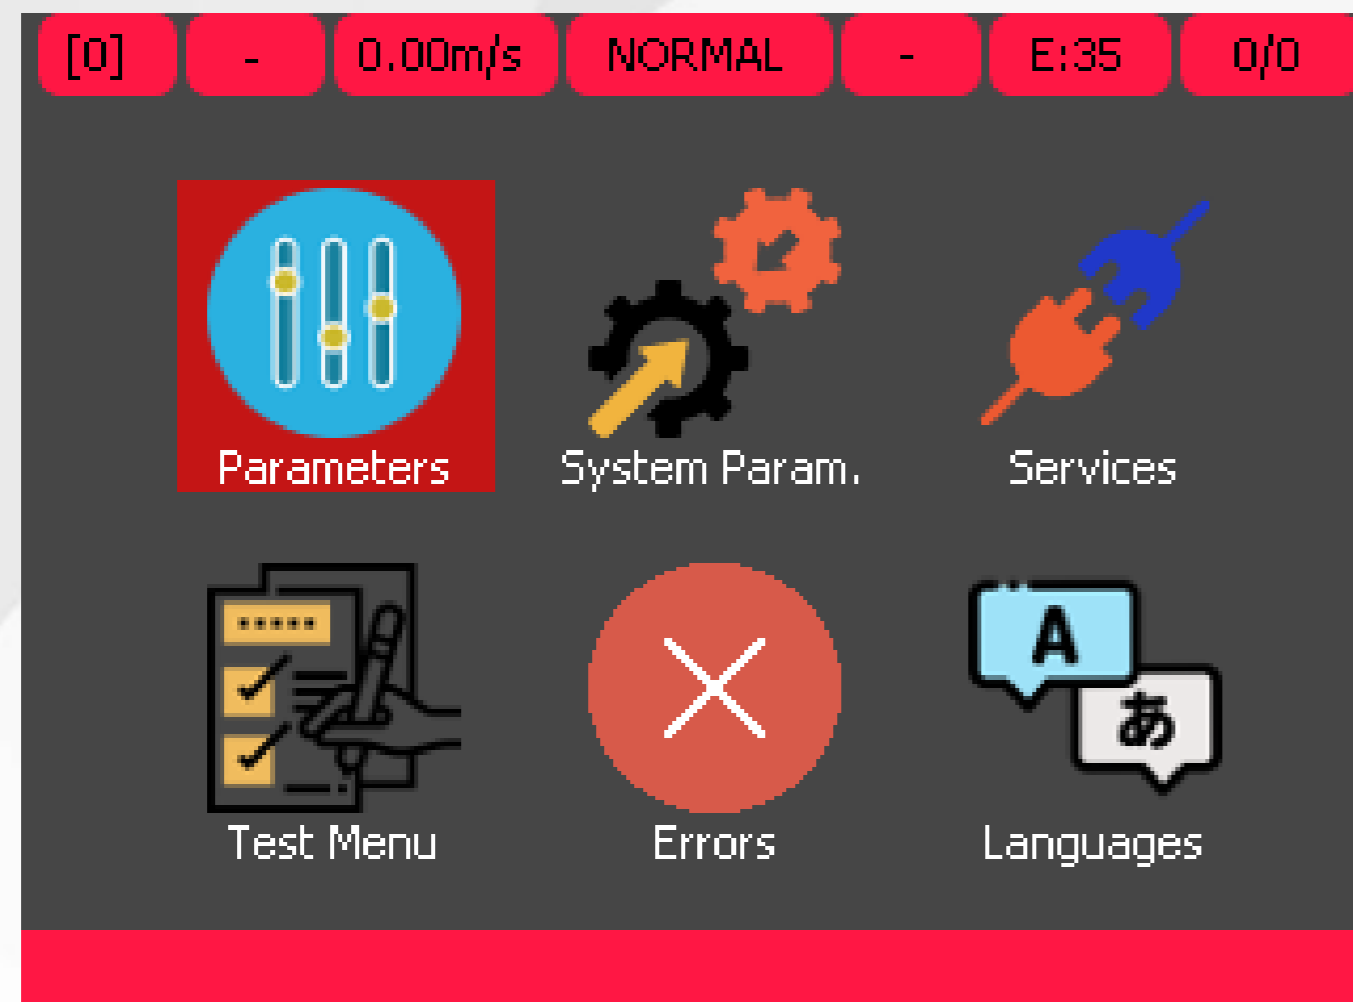 [0] - 0.00m/s NORMAL - E:35 0/0
Parameters System Param. Services
A
あ
Test Menu Errors Languages